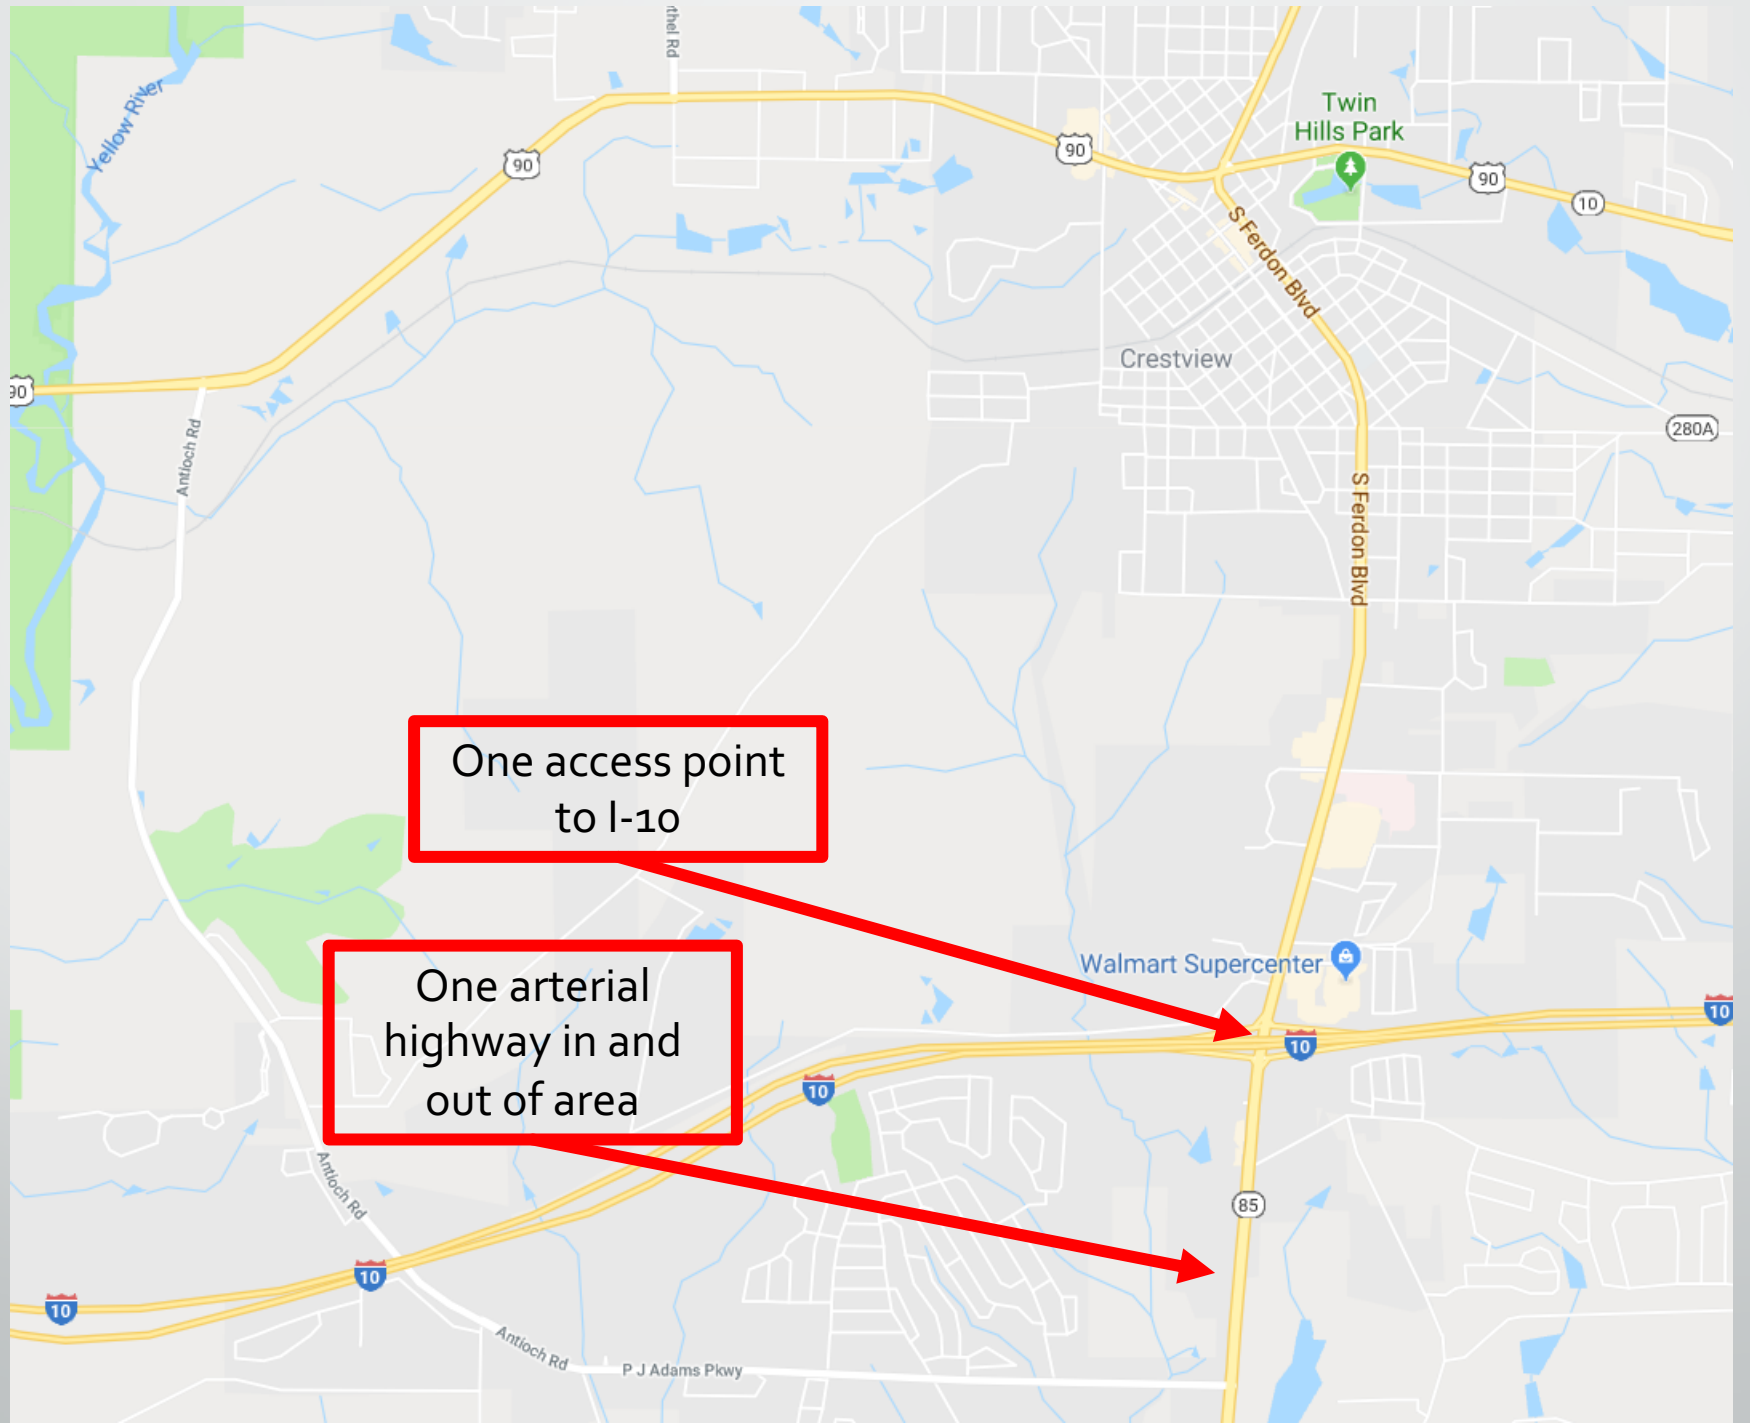 thel Rd
Yellow River
Twin
Hills Park
90
90
90
10
S Ferdon Blvd
Crestview
90
280A
Antioch Rd
S Ferdon Blvd
One access point
to I-10
Walmart Supercenter
One arterial
highway in and
out of area
10
10
10
Antioch Rd
85
10
10
Antioch Rd
P J Adams Pkwy